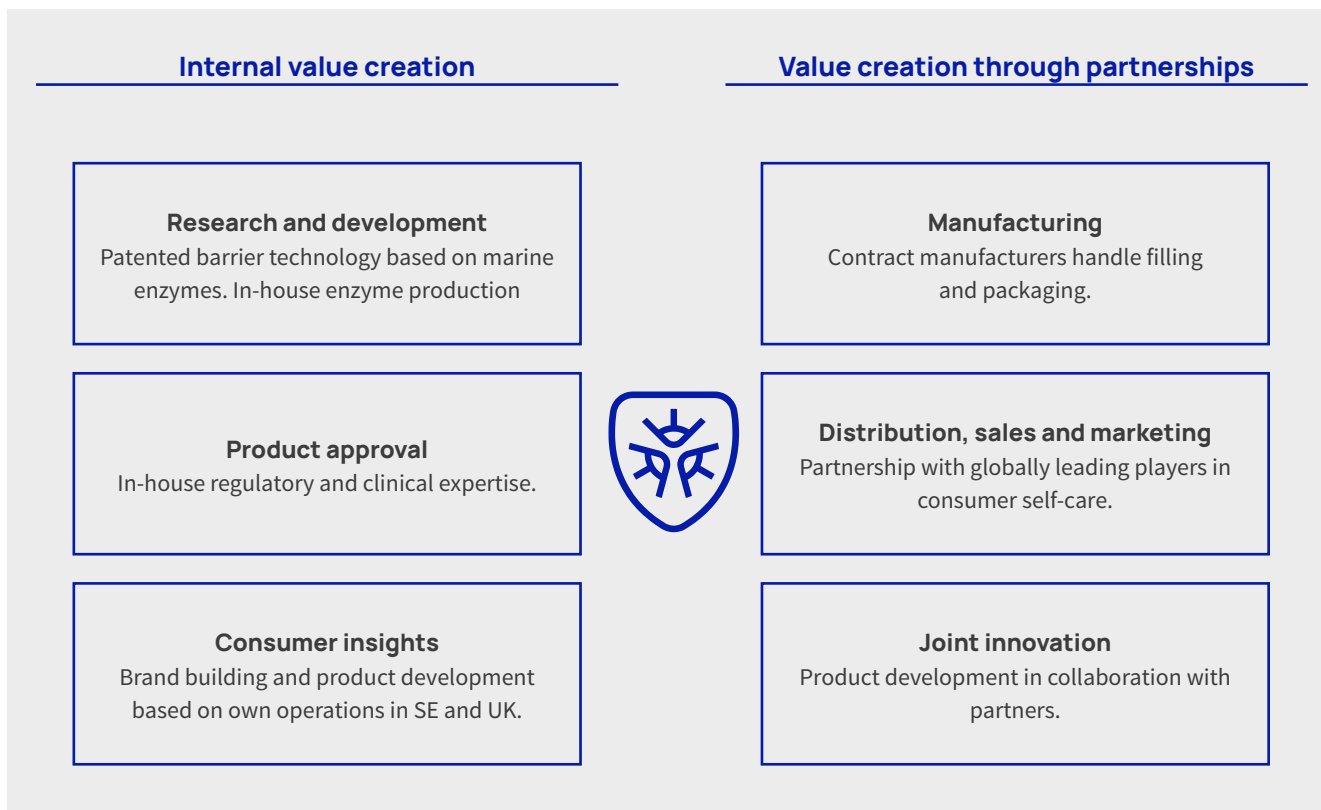 Internal value creation
Research and development
Patented barrier technology based on marine
enzymes. In-house enzyme production
Product approval
In-house regulatory and clinical expertise.
Consumer insights
Brand building and product development
based on own operations in SE and UK.
Value creation through partnerships
Manufacturing
Contract manufacturers handle filling
and packaging.
Distribution, sales and marketing
Partnership with globally leading players in
consumer self-care.
Joint innovation
Product development in collaboration with
partners.